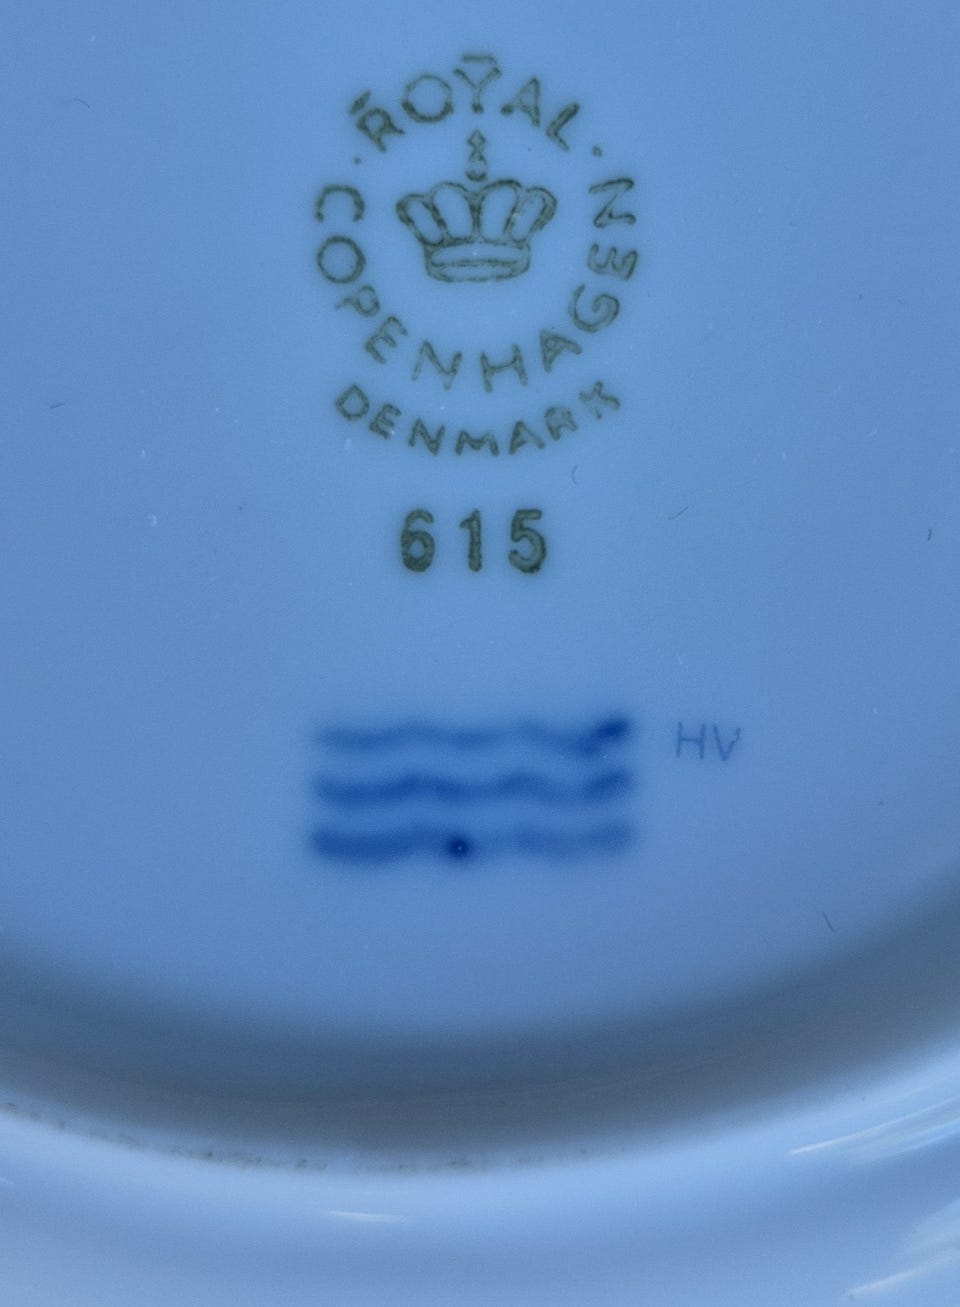 ROYAL
COPENHAGEN
DENMARK
615
HV